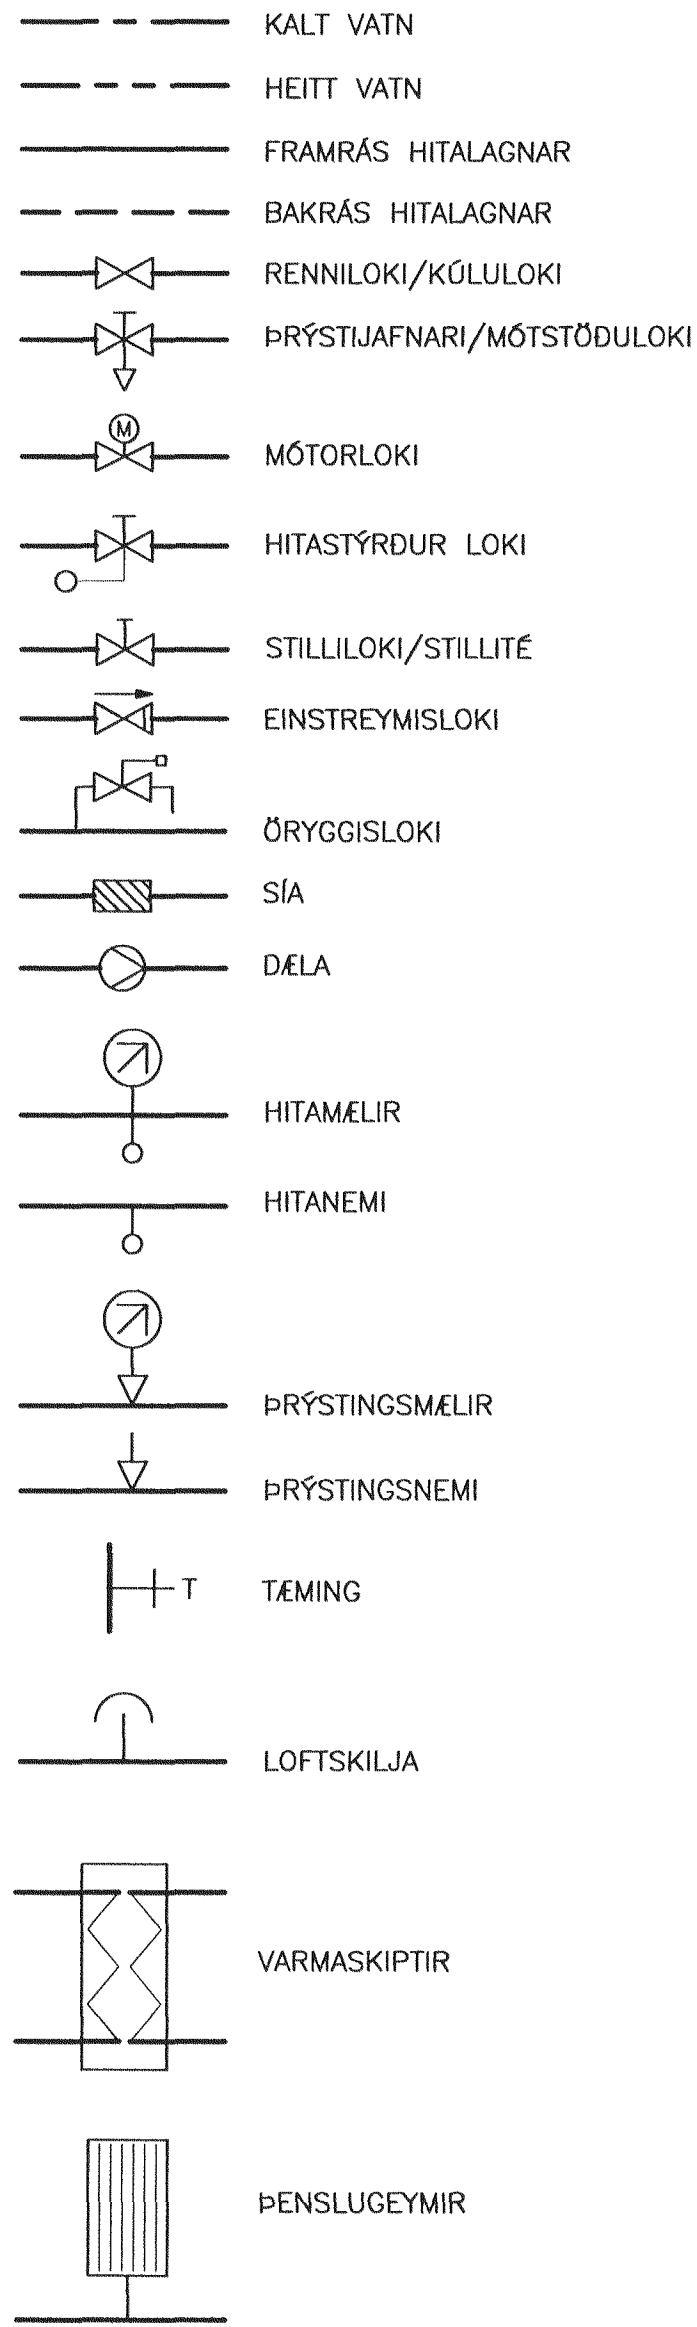 KALT VATN
HEITT VATN
FRAMRÁS HITALAGNAR
BAKRÁS HITALAGNAR
RENNILOKI/KÚLULOKI
ÞRÝSTIJAFNARI/MÓTSTÖÐULOKI
M MÓTORLOKI
HITASTÝRÐUR LOKI
STILLILOKI/STILLITÉ
EINSTREYMISLOKI
ÖRYGGISLOKI
SÍA
DÆLA
HITAMÆLIR
HITANEMI
ÞRÝSTINGSMÆLIR
ÞRÝSTINGSNEMI
T TÆMING
LOFTSKILJA
VARMASKIPTIR
ÞENSLUGEYMIR